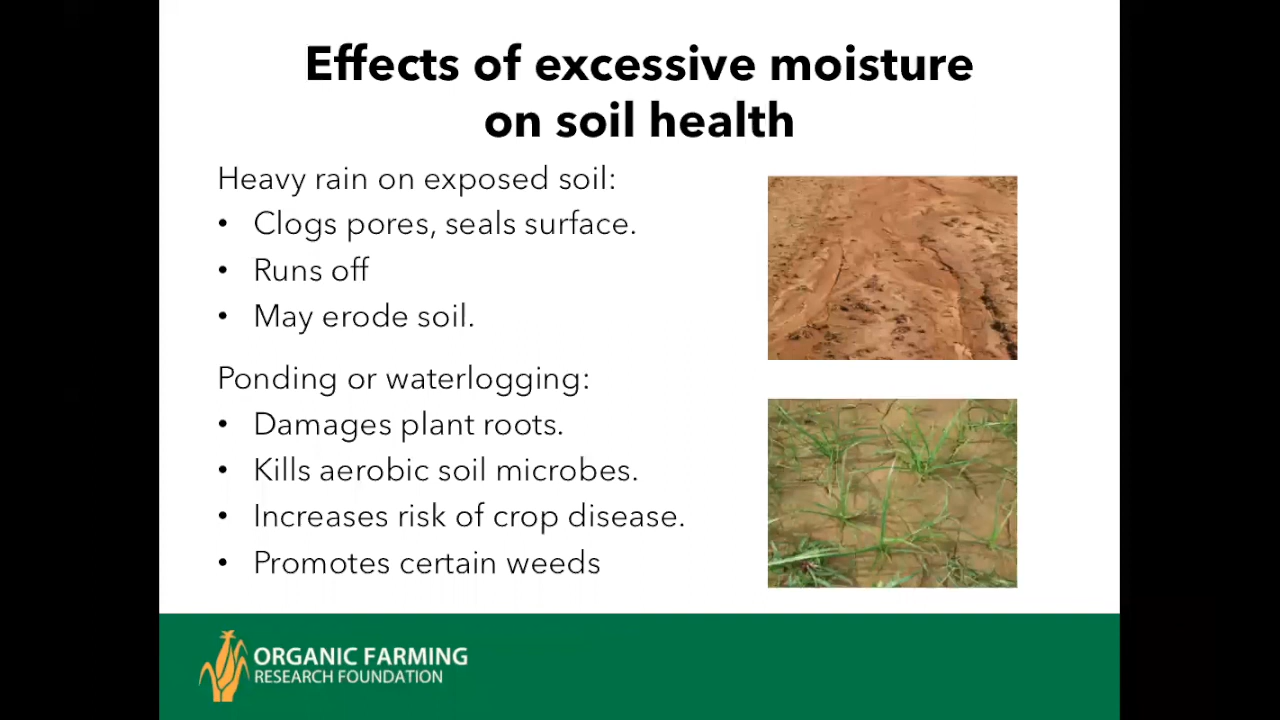 Effects of excessive moisture
on soil health
Heavy rain on exposed soil:
• Clogs pores, seals surface.
• Runs off
• May erode soil.
Ponding or waterlogging:
• Damages plant roots.
• Kills aerobic soil microbes.
• Increases risk of crop disease.
• Promotes certain weeds
ORGANIC FARMING
RESEARCH FOUNDATION